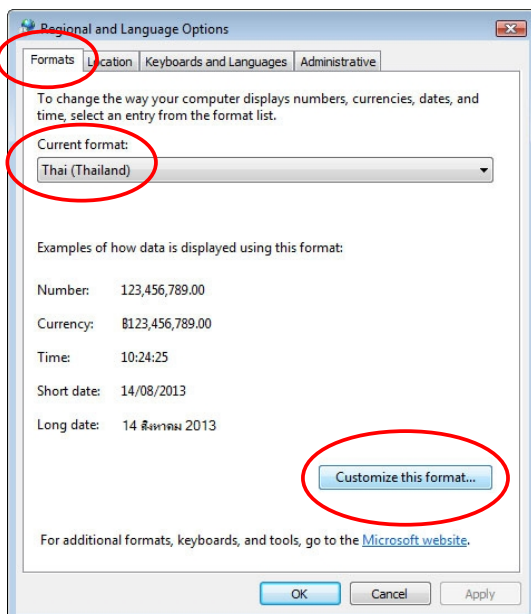 Regional and Language Options
Formats Location Keyboards and Languages Administrative
To change the way your computer displays numbers, currencies, dates, and
time, select an entry from the format list.
Current format:
Thai (Thailand)
Examples of how data is displayed using this format:
Number: 123,456,789.00
Currency: ฿123,456,789.00
Time: 10:24:25
Short date: 14/08/2013
Long date: 14 สิงหาคม 2013
Customize this format...
For additional formats, keyboards, and tools, go to the Microsoft website.
OK Cancel Apply